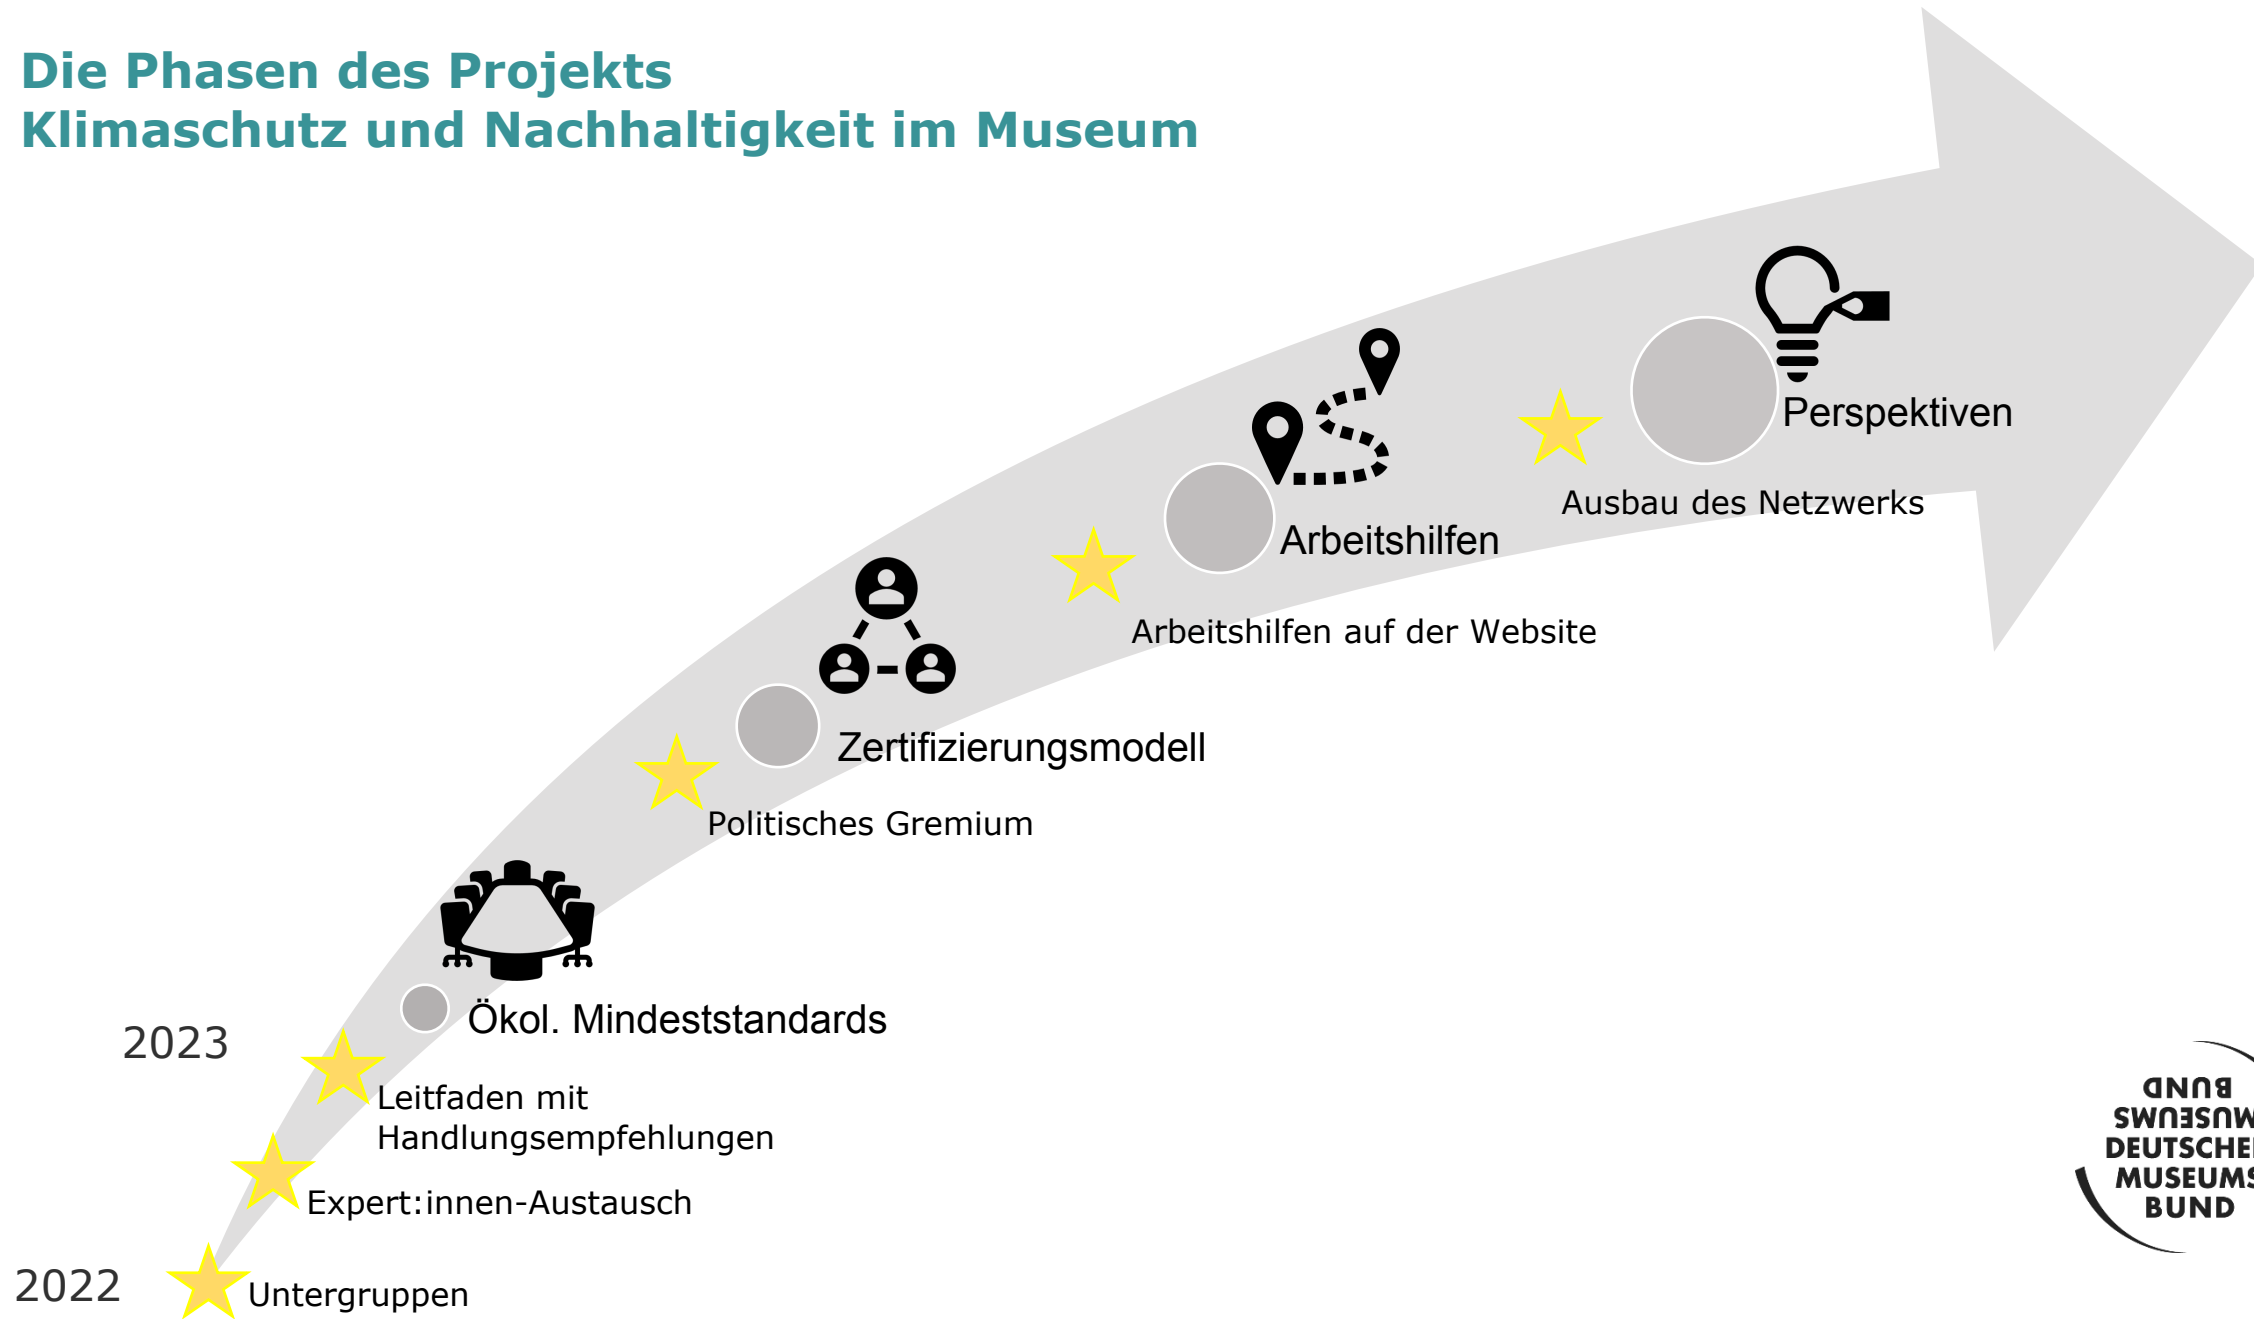 Die Phasen des Projekts
Klimaschutz und Nachhaltigkeit im Museum
Perspektiven
Ausbau des Netzwerks
Arbeitshilfen
Arbeitshilfen auf der Website
Zertifizierungsmodell
Politisches Gremium
Ökol. Mindeststandards
2023
Leitfaden mit
Handlungsempfehlungen
Expert:innen-Austausch
2022
Untergruppen
BUND
MUSEUMS
DEUTSCHE
MUSEUMS
BUND